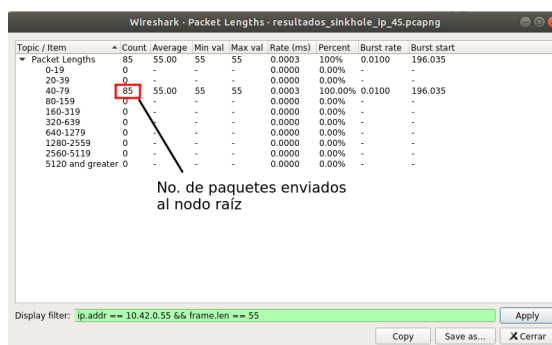 Wireshark · Packet Lengths · resultados_sinkhole_ip_45.pcapng
Topic / Item Count Average Min val Max val Rate (ms) Percent Burst rate Burst start
Packet Lengths 85 55.00 55 55 0.0003 100% 0.0100 196.035
0-19 0 - - - 0.0000 0.00% - -
20-39 0 - - - 0.0000 0.00% - -
40-79 85 55.00 55 55 0.0003 100.00% 0.0100 196.035
80-159 0 - - - 0.0000 0.00% - -
160-319 0 - - - 0.0000 0.00% - -
320-639 0 - - - 0.0000 0.00% - -
640-1279 0 - - - 0.0000 0.00% - -
1280-2559 0 - - - 0.0000 0.00% - -
2560-5119 0 - - - 0.0000 0.00% - -
5120 and greater 0 - - - 0.0000 0.00% - -
No. de paquetes enviados
al nodo raíz
Display filter: ip.addr == 10.42.0.55 && frame.len == 55 Apply
Copy Save as... Cerrar